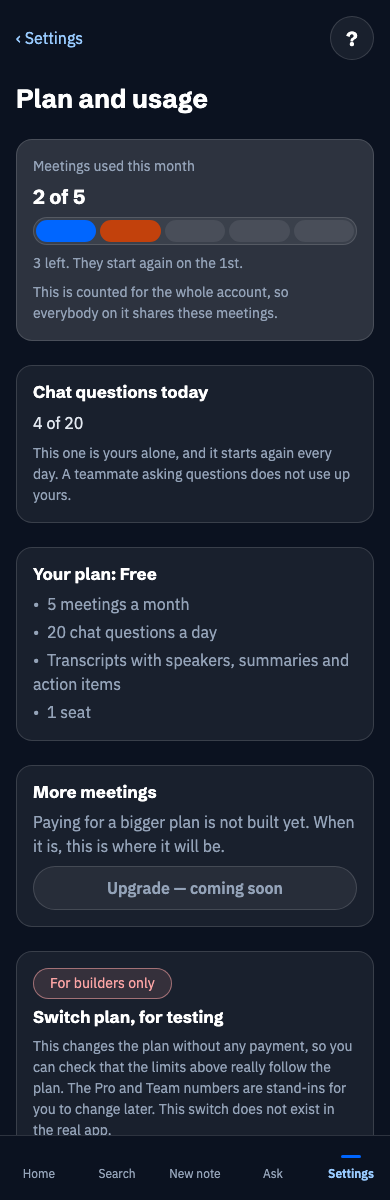 ‹ Settings
?
Plan and usage
Meetings used this month
2 of 5
3 left. They start again on the 1st.
This is counted for the whole account, so
everybody on it shares these meetings.
Chat questions today
4 of 20
This one is yours alone, and it starts again every
day. A teammate asking questions does not use up
yours.
Your plan: Free
• 5 meetings a month
• 20 chat questions a day
• Transcripts with speakers, summaries and
action items
• 1 seat
More meetings
Paying for a bigger plan is not built yet. When
it is, this is where it will be.
Upgrade — coming soon
For builders only
Switch plan, for testing
This changes the plan without any payment, so you
can check that the limits above really follow the
plan. The Pro and Team numbers are stand-ins for
you to change later. This switch does not exist in
the real app.
Home Search New note Ask Settings